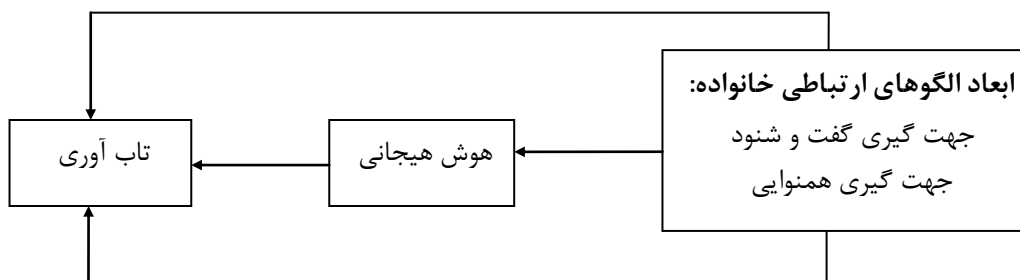 ابعاد الگوهای ارتباطی خانواده:
جهت گیری گفت و شنود
جهت گیری همنوایی
هوش هیجانی
تاب آوری